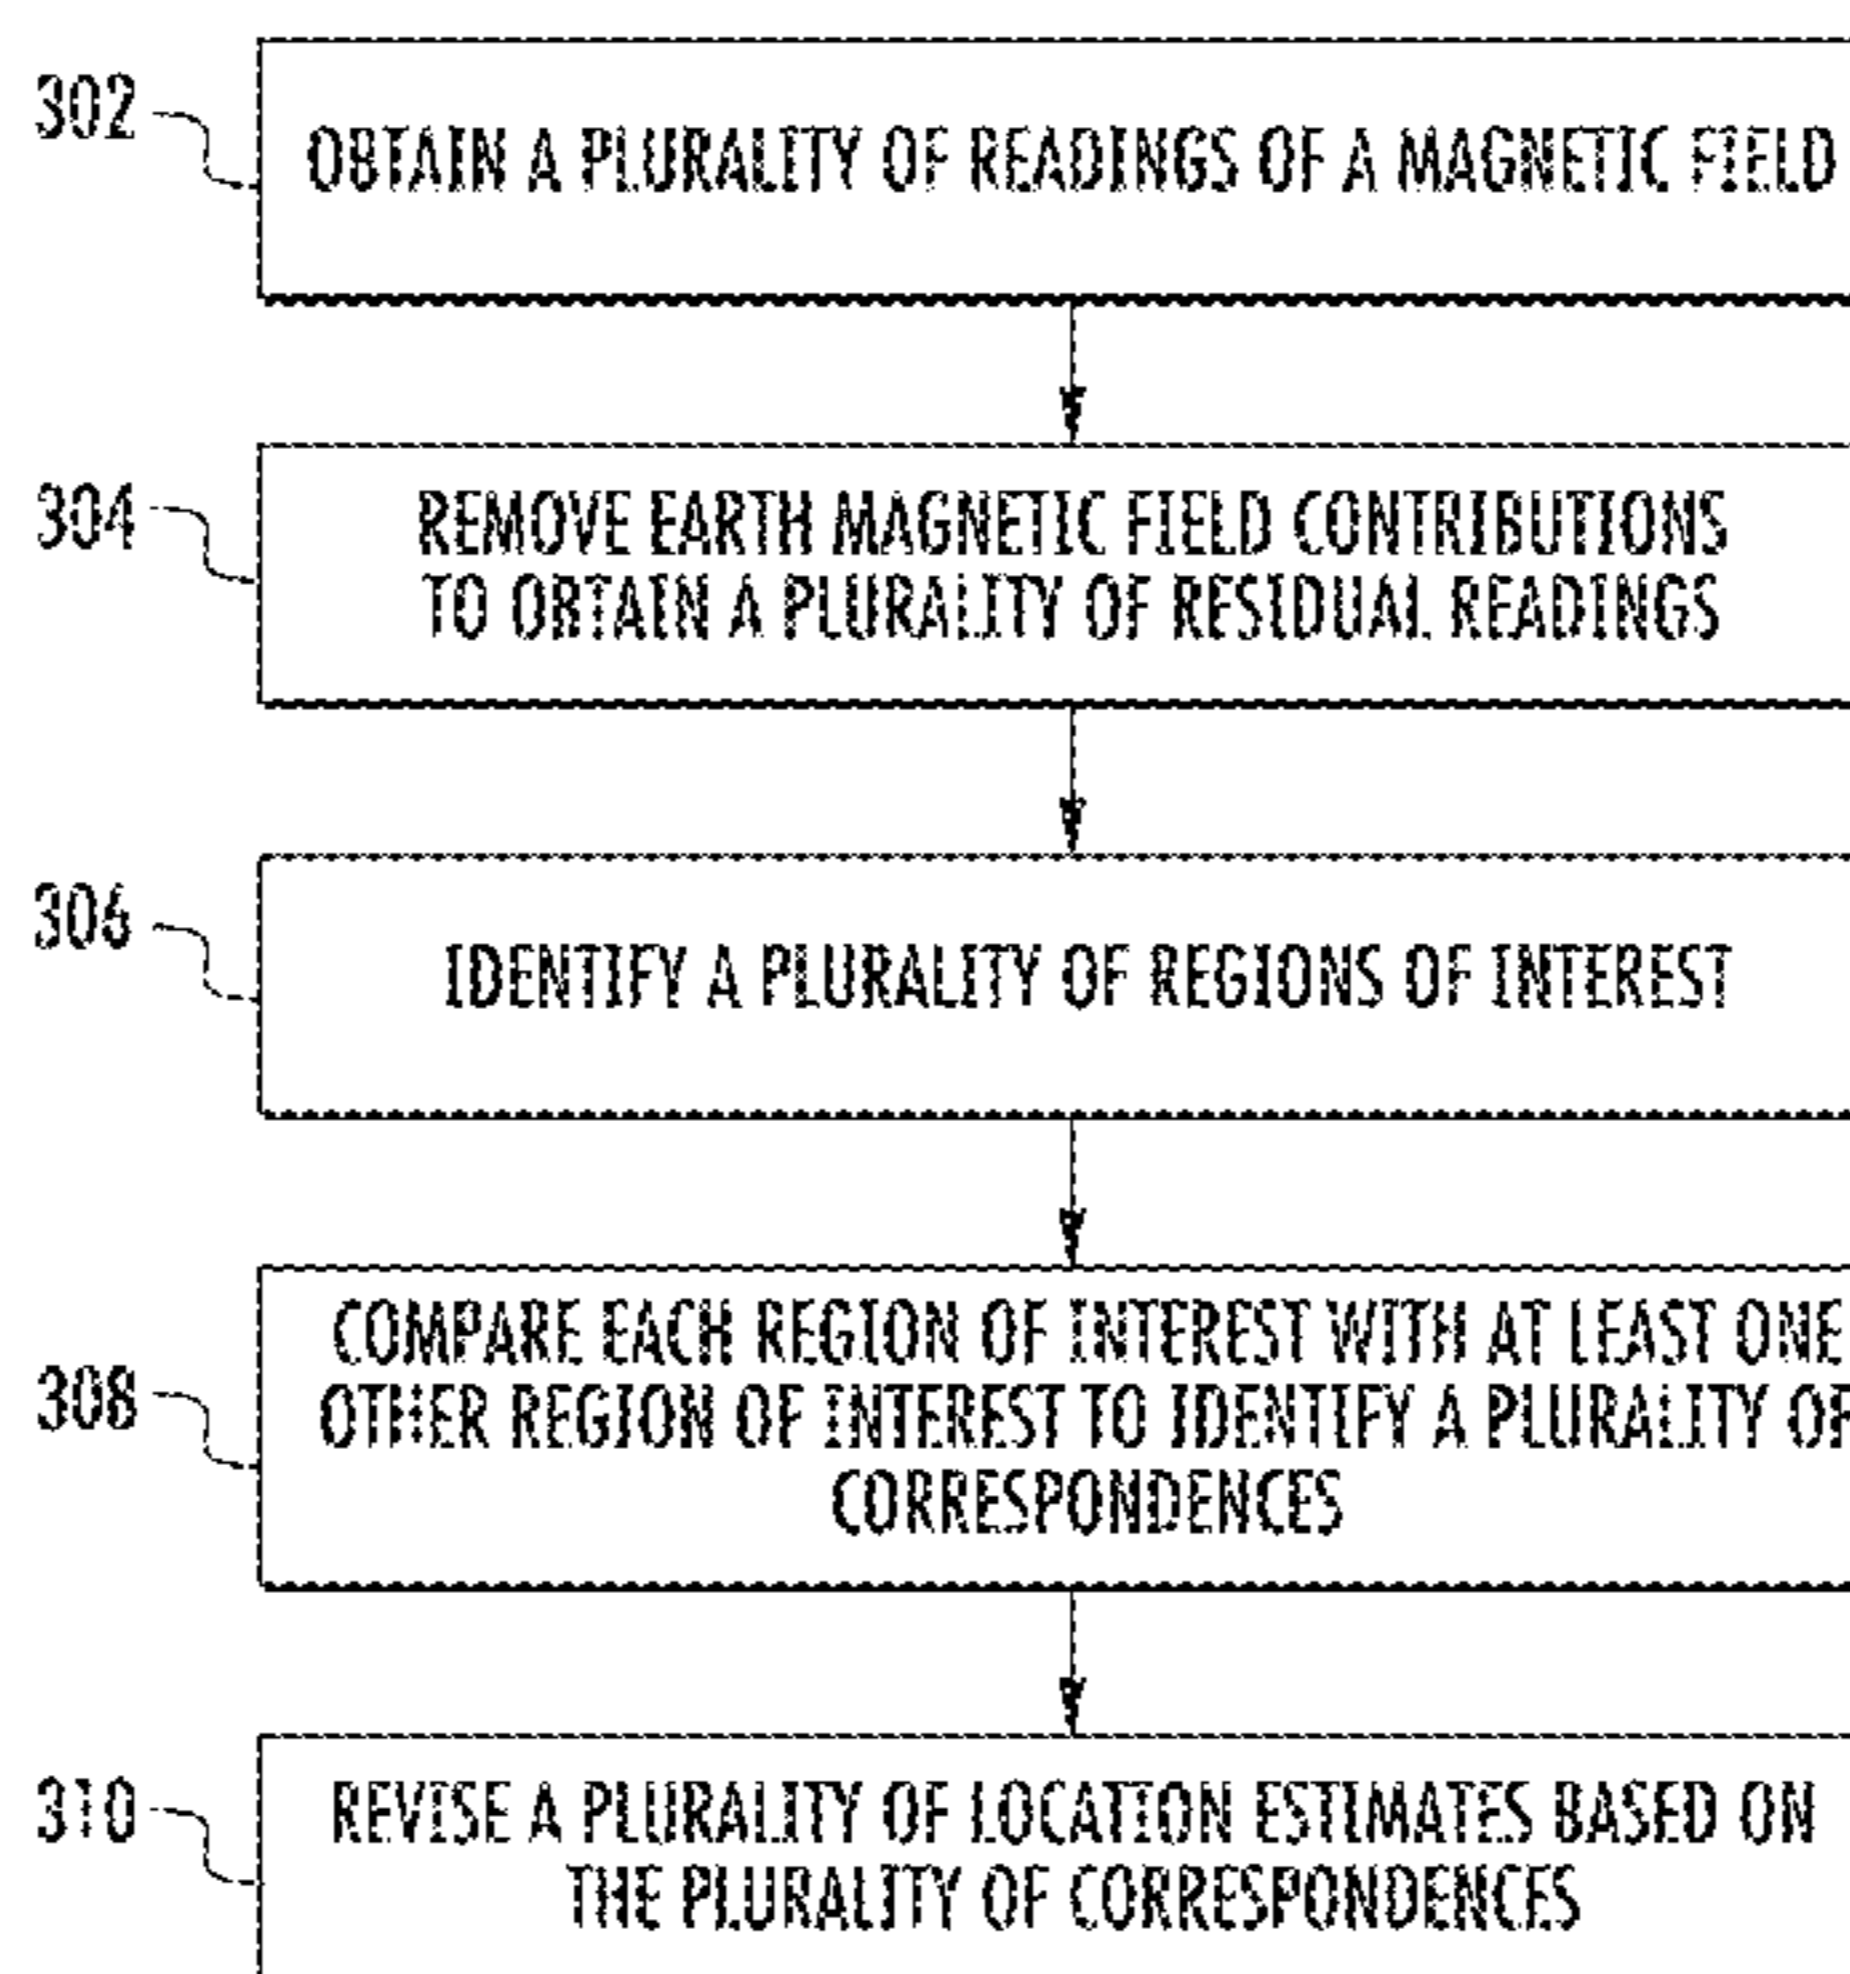 302
OBTAIN A PLURALITY OF READINGS OF A MAGNETIC FIELD
304
REMOVE EARTH MAGNETIC FIELD CONTRIBUTIONS
TO OBTAIN A PLURALITY OF RESIDUAL READINGS
306
IDENTIFY A PLURALITY OF REGIONS OF INTEREST
308
COMPARE EACH REGION OF INTEREST WITH AT LEAST ONE
OTHER REGION OF INTEREST TO IDENTIFY A PLURALITY OF
CORRESPONDENCES
310
REVISE A PLURALITY OF LOCATION ESTIMATES BASED ON
THE PLURALITY OF CORRESPONDENCES